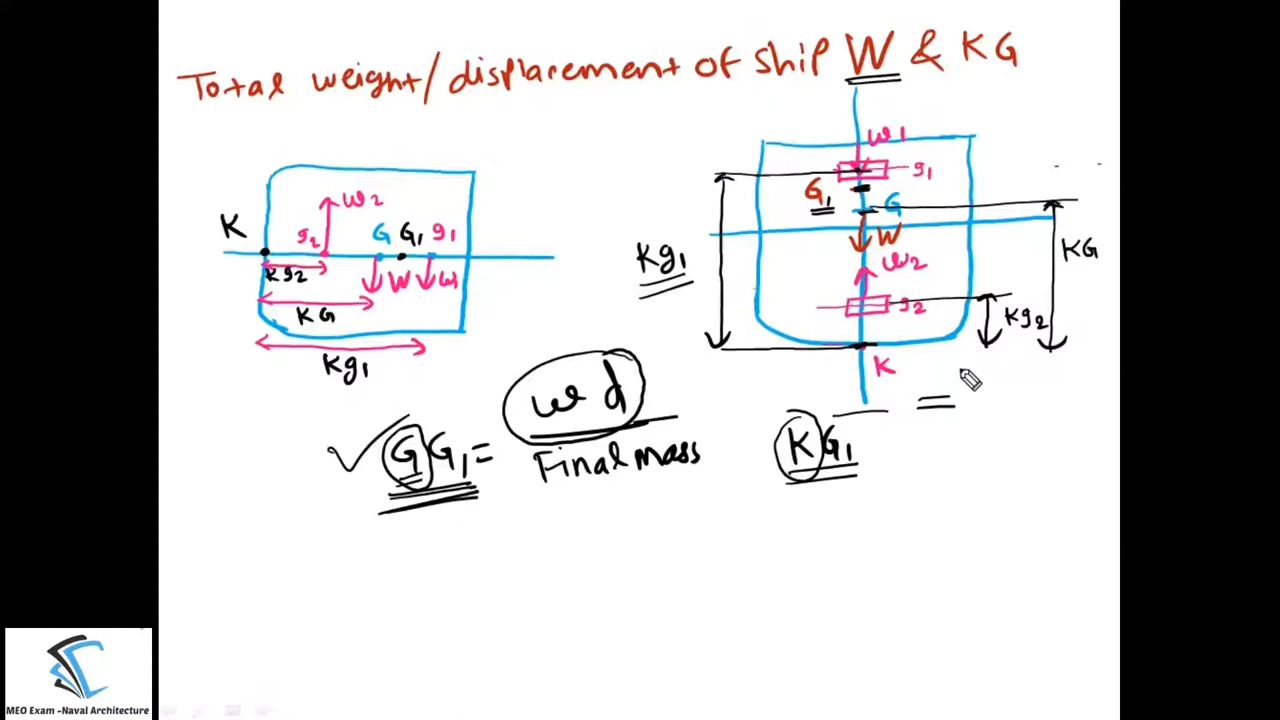 Total weight/displacement of ship W & KG
K
g2
w2
G
G1
g1
W
w1
Kg2
KG
Kg1
w1
g1
G1
G
W
w2
g2
K
Kg1
Kg2
KG
GG1 = wd
Final mass
KG1 =
MEO Exam -Naval Architecture